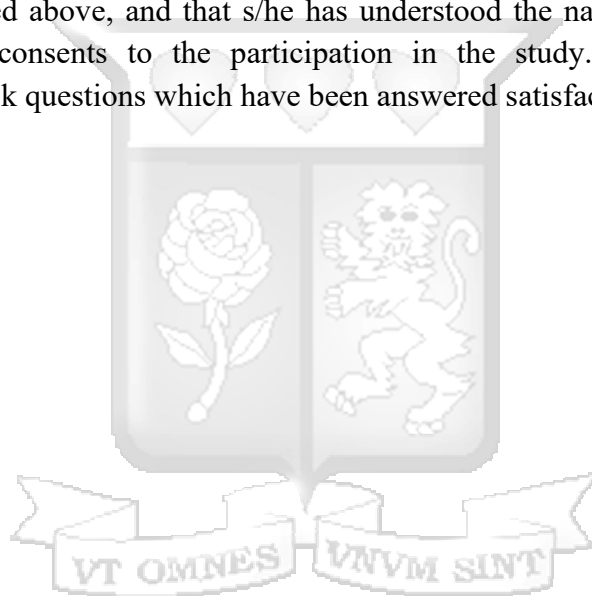 ed above, and that s/he has understood the na
consents to the participation in the study.
k questions which have been answered satisfac
VT OMNES VNVM SINT